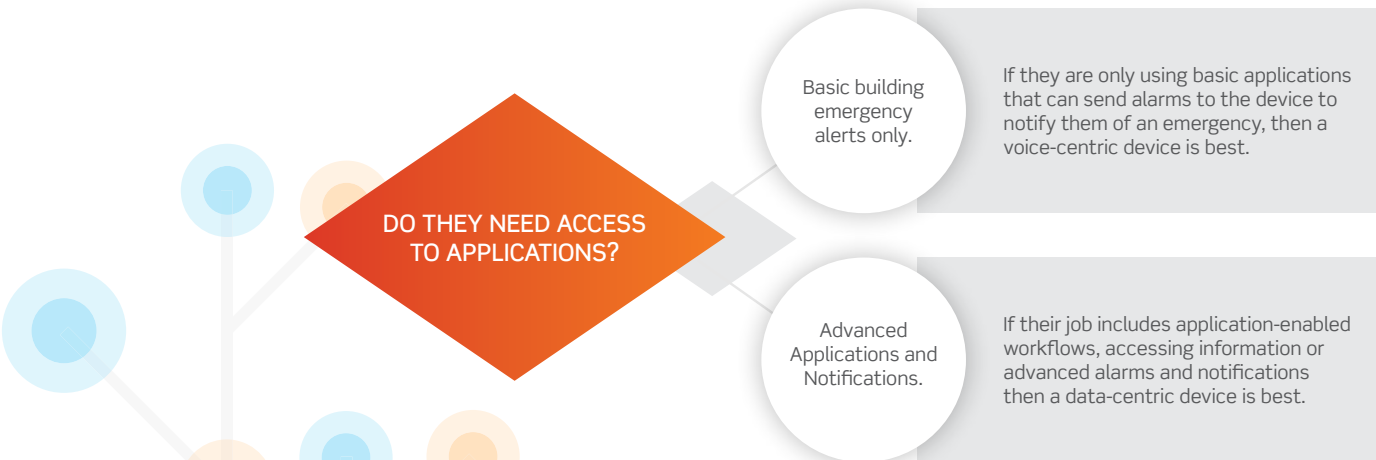 DO THEY NEED ACCESS
TO APPLICATIONS?
Basic building
emergency
alerts only.
If they are only using basic applications
that can send alarms to the device to
notify them of an emergency, then a
voice-centric device is best.
Advanced
Applications and
Notifications.
If their job includes application-enabled
workflows, accessing information or
advanced alarms and notifications
then a data-centric device is best.